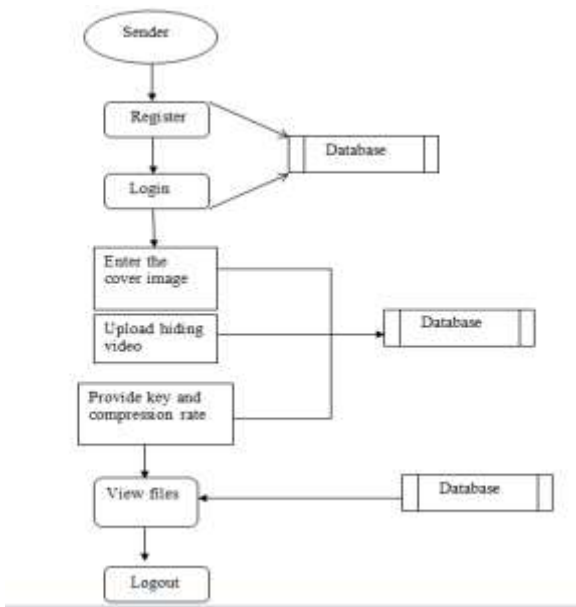 Sender
Register
Database
Login
Enter the
cover image
Upload hiding
video
Database
Provide key and
compression rate
View files
Database
Logout